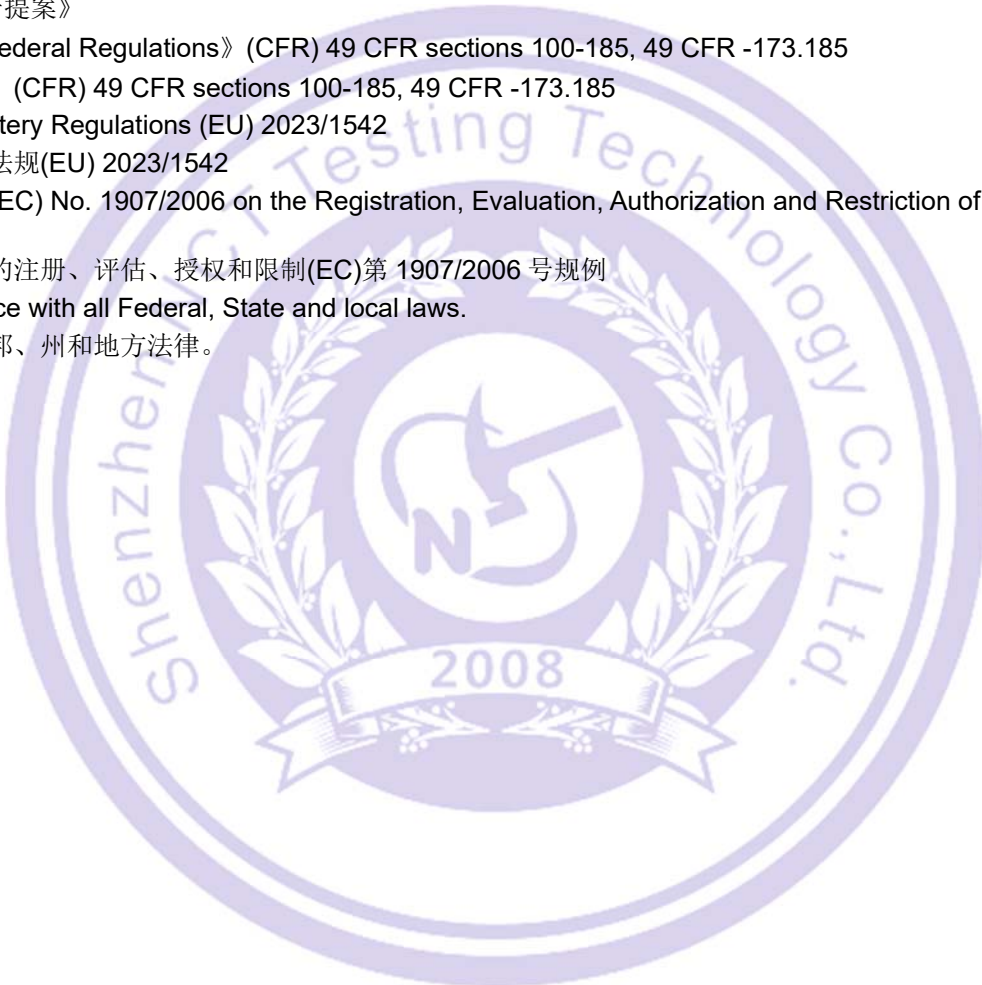 提案》
ederal Regulations》(CFR) 49 CFR sections 100-185, 49 CFR -173.185
(CFR) 49 CFR sections 100-185, 49 CFR -173.185
tery Regulations (EU) 2023/1542
法规(EU) 2023/1542
EC) No. 1907/2006 on the Registration, Evaluation, Authorization and Restriction of
的注册、评估、授权和限制(EC)第 1907/2006 号规例
ce with all Federal, State and local laws.
邦、州和地方法律。
Shenzhen NCT Testing Technology Co.,Ltd.
N
2008